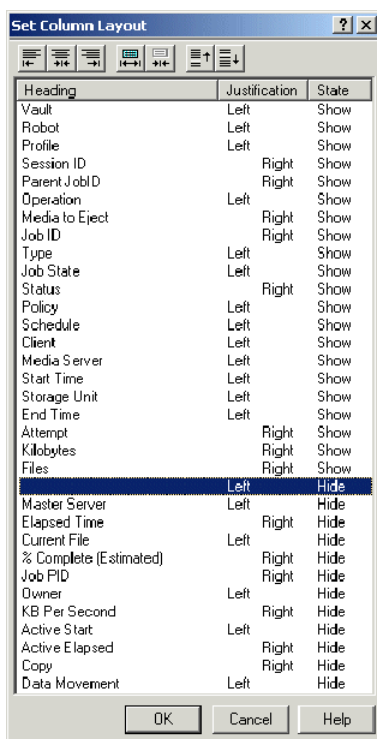 Set Column Layout
Heading Justification State
Vault Left Show
Robot Left Show
Profile Left Show
Session ID Right Show
Parent JobID Right Show
Operation Left Show
Media to Eject Right Show
Job ID Right Show
Type Left Show
Job State Left Show
Status Right Show
Policy Left Show
Schedule Left Show
Client Left Show
Media Server Left Show
Start Time Left Show
Storage Unit Left Show
End Time Left Show
Attempt Right Show
Kilobytes Right Show
Files Right Show
Left Hide
Master Server Left Hide
Elapsed Time Right Hide
Current File Left Hide
% Complete (Estimated) Right Hide
Job PID Right Hide
Owner Left Hide
KB Per Second Right Hide
Active Start Left Hide
Active Elapsed Right Hide
Copy Right Hide
Data Movement Left Hide
OK Cancel Help